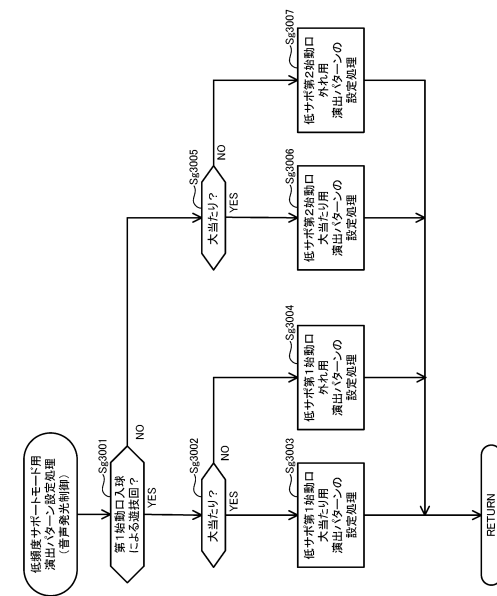 低頻度サポートモード用
演出パターン設定処理
(音声発光制御)
Sg3001
第1始動口入球
による遊技回?
YES
NO
Sg3002
大当たり?
YES
NO
Sg3003
低サポ第1始動口
大当たり用
演出パターンの
設定処理
Sg3004
低サポ第1始動口
外れ用
演出パターンの
設定処理
Sg3005
大当たり?
YES
NO
Sg3006
低サポ第2始動口
大当たり用
演出パターンの
設定処理
Sg3007
低サポ第2始動口
外れ用
演出パターンの
設定処理
RETURN